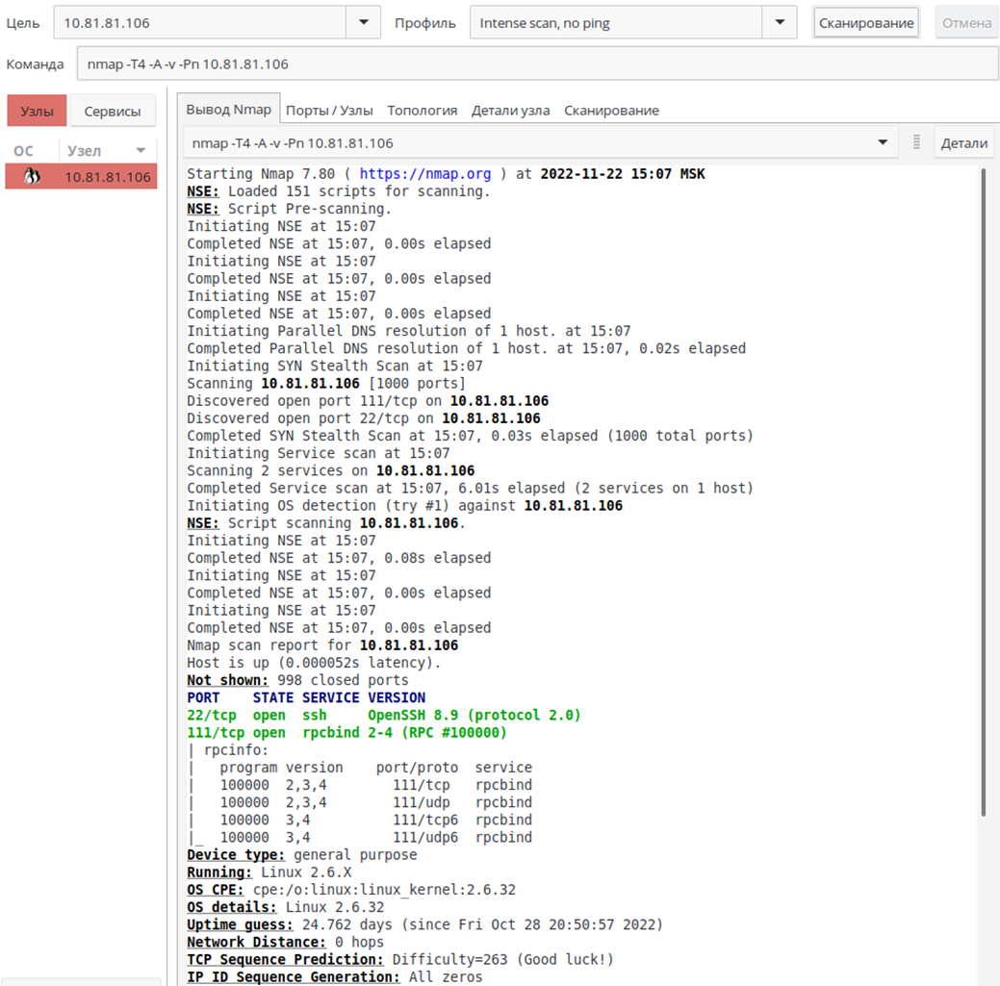 Цель 10.81.81.106 Профиль Intense scan, no ping Сканирование Отмена
Команда nmap -T4 -A -v -Pn 10.81.81.106
Узлы Сервисы
ОС Узел
10.81.81.106
Вывод Nmap Порты / Узлы Топология Детали узла Сканирование
nmap -T4 -A -v -Pn 10.81.81.106 Детали
Starting Nmap 7.80 ( https://nmap.org ) at 2022-11-22 15:07 MSK
NSE: Loaded 151 scripts for scanning.
NSE: Script Pre-scanning.
Initiating NSE at 15:07
Completed NSE at 15:07, 0.00s elapsed
Initiating NSE at 15:07
Completed NSE at 15:07, 0.00s elapsed
Initiating NSE at 15:07
Completed NSE at 15:07, 0.00s elapsed
Initiating Parallel DNS resolution of 1 host. at 15:07
Completed Parallel DNS resolution of 1 host. at 15:07, 0.02s elapsed
Initiating SYN Stealth Scan at 15:07
Scanning 10.81.81.106 [1000 ports]
Discovered open port 111/tcp on 10.81.81.106
Discovered open port 22/tcp on 10.81.81.106
Completed SYN Stealth Scan at 15:07, 0.03s elapsed (1000 total ports)
Initiating Service scan at 15:07
Scanning 2 services on 10.81.81.106
Completed Service scan at 15:07, 6.01s elapsed (2 services on 1 host)
Initiating OS detection (try #1) against 10.81.81.106
NSE: Script scanning 10.81.81.106.
Initiating NSE at 15:07
Completed NSE at 15:07, 0.08s elapsed
Initiating NSE at 15:07
Completed NSE at 15:07, 0.00s elapsed
Initiating NSE at 15:07
Completed NSE at 15:07, 0.00s elapsed
Nmap scan report for 10.81.81.106
Host is up (0.000052s latency).
Not shown: 998 closed ports
PORT    STATE SERVICE VERSION
22/tcp  open  ssh     OpenSSH 8.9 (protocol 2.0)
111/tcp open  rpcbind 2-4 (RPC #100000)
| rpcinfo:
|   program version    port/proto  service
|   100000  2,3,4        111/tcp   rpcbind
|   100000  2,3,4        111/udp   rpcbind
|   100000  3,4          111/tcp6  rpcbind
|_  100000  3,4          111/udp6  rpcbind
Device type: general purpose
Running: Linux 2.6.X
OS CPE: cpe:/o:linux:linux_kernel:2.6.32
OS details: Linux 2.6.32
Uptime guess: 24.762 days (since Fri Oct 28 20:50:57 2022)
Network Distance: 0 hops
TCP Sequence Prediction: Difficulty=263 (Good luck!)
IP ID Sequence Generation: All zeros